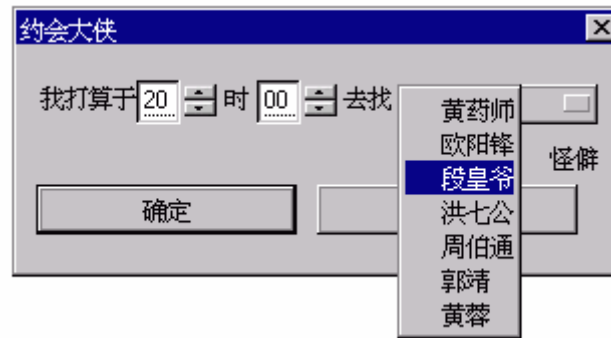 约会大侠
我打算于 20 时 00 去找
黄药师
欧阳锋
段皇爷
洪七公
周伯通
郭靖
黄蓉
怪僻
确定